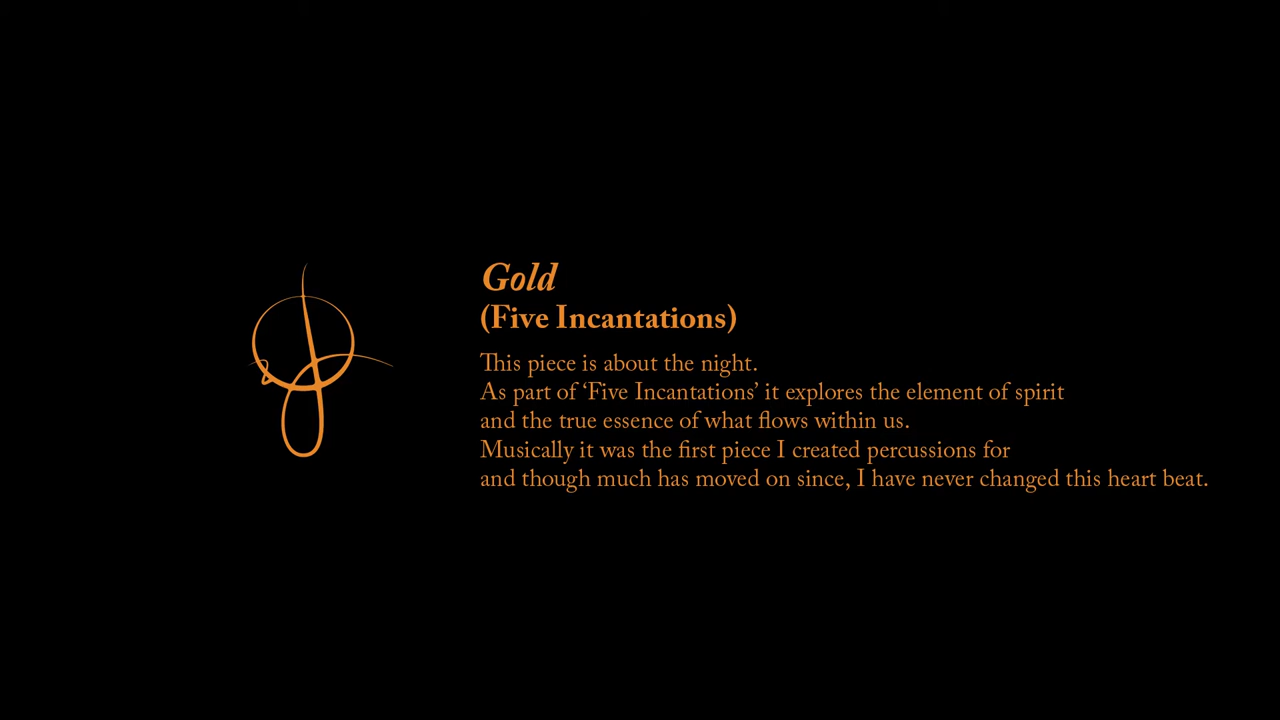 Gold
(Five Incantations)
This piece is about the night.
As part of ‘Five Incantations’ it explores the element of spirit
and the true essence of what flows within us.
Musically it was the first piece I created percussions for
and though much has moved on since, I have never changed this heart beat.